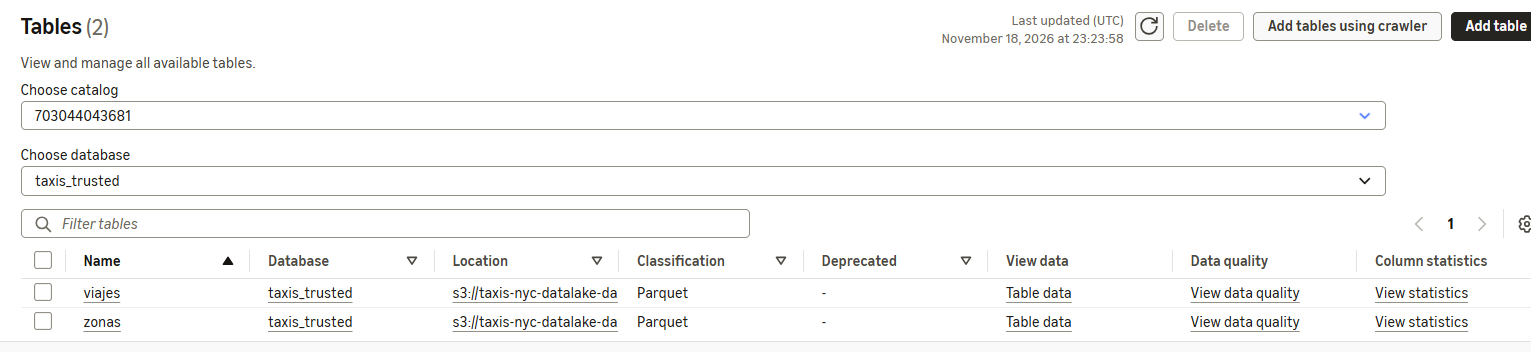 Tables (2)
Last updated (UTC)
November 18, 2026 at 23:23:58
Delete
Add tables using crawler
Add table
View and manage all available tables.
Choose catalog
703044043681
Choose database
taxis_trusted
Filter tables
1
Name Database Location Classification Deprecated View data Data quality Column statistics
viajes taxis_trusted s3://taxis-nyc-datalake-da Parquet - Table data View data quality View statistics
zonas taxis_trusted s3://taxis-nyc-datalake-da Parquet - Table data View data quality View statistics